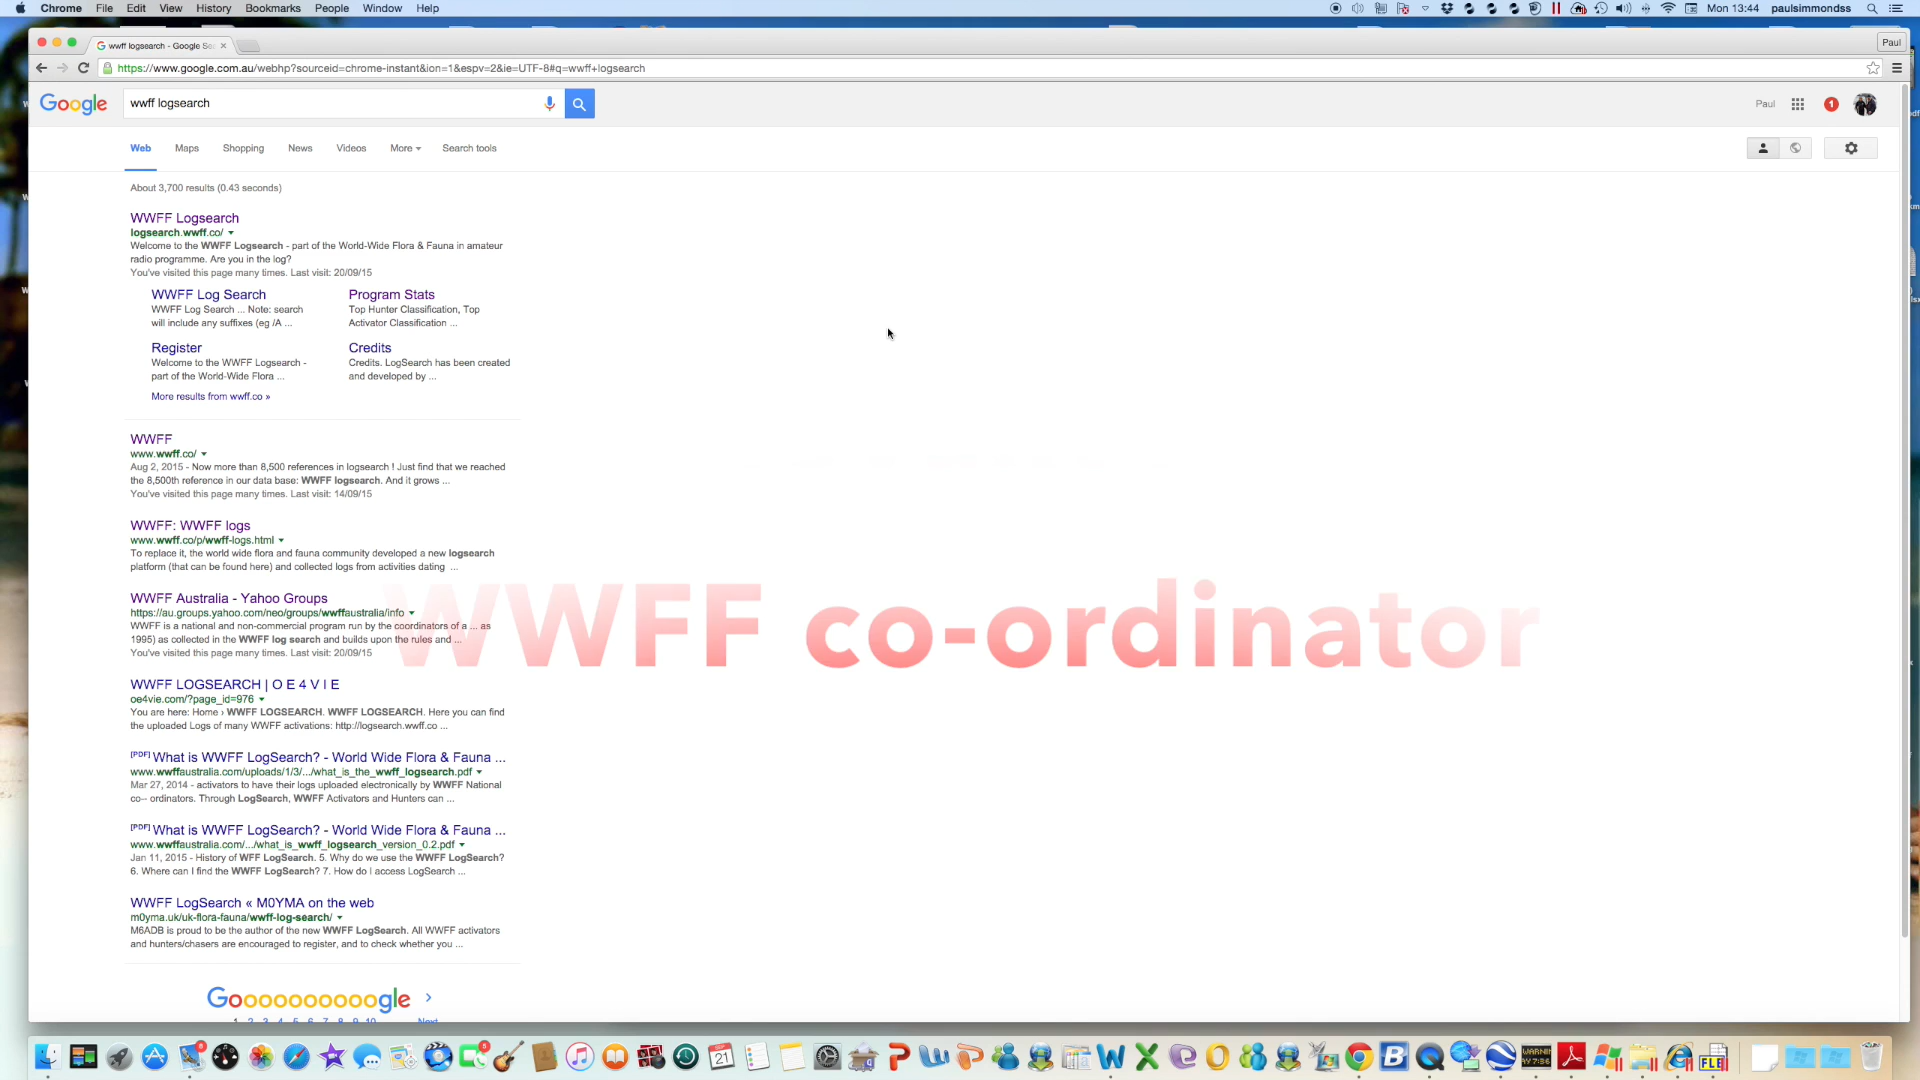 Chrome File Edit View History Bookmarks People Window Help Mon 13:44 paulsimmondss
wwff logsearch - Google Sea Paul
https://www.google.com.au/webhp?sourceid=chrome-instant&ion=1&espv=2&ie=UTF-8#q=wwff+logsearch
Google wwff logsearch Paul 1
Web Maps Shopping News Videos More Search tools
About 3,700 results (0.43 seconds)
WWFF Logsearch
logsearch.wwff.co/
Welcome to the WWFF Logsearch - part of the World-Wide Flora & Fauna in amateur
radio programme. Are you in the log?
You've visited this page many times. Last visit: 20/09/15
WWFF Log Search
WWFF Log Search ... Note: search
will include any suffixes (eg /A ...
Program Stats
Top Hunter Classification, Top
Activator Classification ...
Register
Welcome to the WWFF Logsearch -
part of the World-Wide Flora ...
Credits
Credits. LogSearch has been created
and developed by ...
More results from wwff.co »
WWFF
www.wwff.co/
Aug 2, 2015 - Now more than 8,500 references in logsearch ! Just find that we reached
the 8,500th reference in our data base: WWFF logsearch. And it grows ...
You've visited this page many times. Last visit: 14/09/15
WWFF: WWFF logs
www.wwff.co/p/wwff-logs.html
To replace it, the world wide flora and fauna community developed a new logsearch
platform (that can be found here) and collected logs from activities dating ...
WWFF Australia - Yahoo Groups
https://au.groups.yahoo.com/neo/groups/wwffaustralia/info
WWFF is a national and non-commercial program run by the coordinators of a ... as
1995) as collected in the WWFF log search and builds upon the rules and ...
You've visited this page many times. Last visit: 20/09/15
WWFF co-ordinator
WWFF LOGSEARCH | O E 4 V I E
oe4vie.com/?page_id=976
You are here: Home › WWFF LOGSEARCH. WWFF LOGSEARCH. Here you can find
the uploaded Logs of many WWFF activations: http://logsearch.wwff.co ...
[PDF] What is WWFF LogSearch? - World Wide Flora & Fauna ...
www.wwffaustralia.com/uploads/1/3/.../what_is_the_wwff_logsearch.pdf
Mar 27, 2014 - activators to have their logs uploaded electronically by WWFF National
co-- ordinators. Through LogSearch, WWFF Activators and Hunters can ...
[PDF] What is WWFF LogSearch? - World Wide Flora & Fauna ...
www.wwffaustralia.com/.../what_is_wwff_logsearch_version_0.2.pdf
Jan 11, 2015 - History of WFF LogSearch. 5. Why do we use the WWFF LogSearch?
6. Where can I find the WWFF LogSearch? 7. How do I access LogSearch ...
WWFF LogSearch « M0YMA on the web
m0yma.uk/uk-flora-fauna/wwff-log-search/
M6ADB is proud to be the author of the new WWFF LogSearch. All WWFF activators
and hunters/chasers are encouraged to register, and to check whether you ...
Goooooooooogle
1 2 3 4 5 6 7 8 9 10 Next